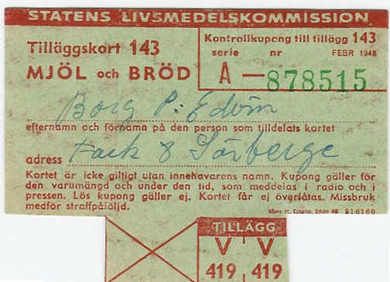 STATENS LIVSMEDELSKOMMISSION
Tilläggskort 143
MJÖL och BRÖD
Kontrollkupong till tillägg 143
serie nr FEBR 1948
A — 878515
Borg P. Edvin
efternamn och förnamn på den person som tilldelats kortet
adress Fack 8 Sörberge
Kortet är icke giltigt utan innehavarens namn. Kupong gäller för
den varumängd och under den tid, som meddelas i radio och i
pressen. Lös kupong gäller ej. Kortet får ej överlåtas. Missbruk
medför straffpåföljd.
816160
TILLÄGG
V V
419 419